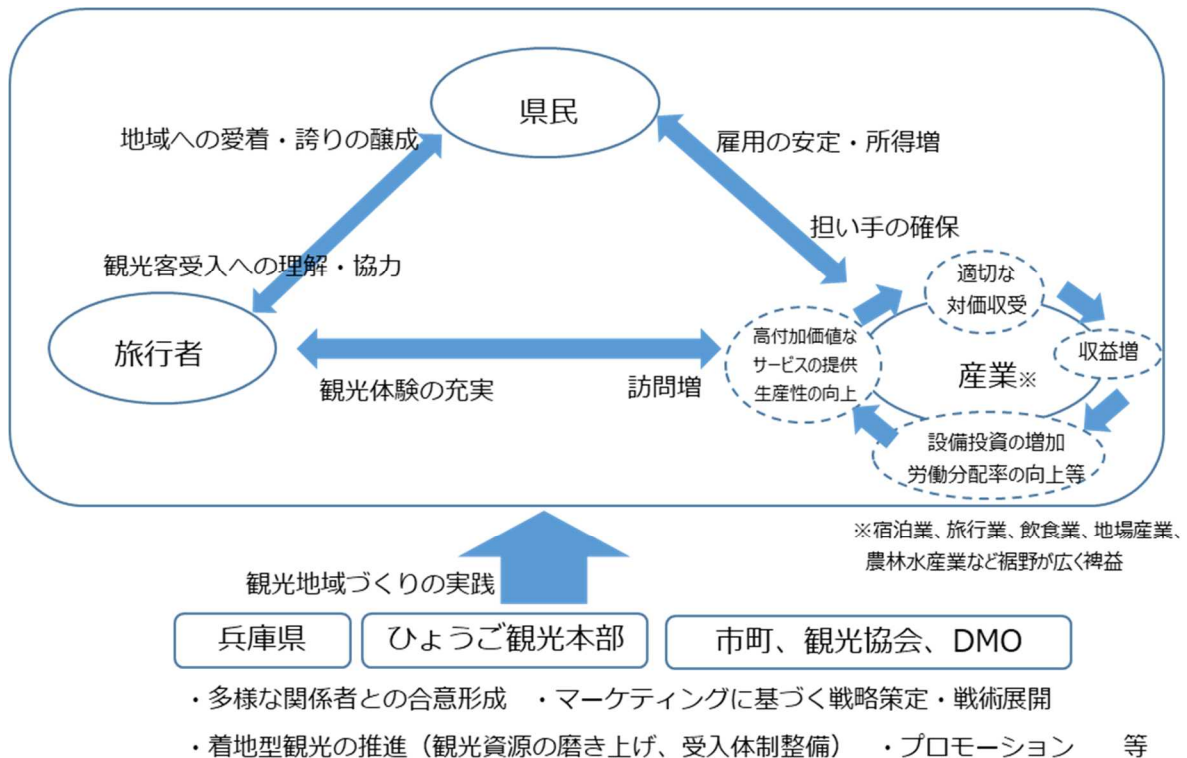 県民
地域への愛着・誇りの醸成
雇用の安定・所得増
担い手の確保
観光客受入への理解・協力
旅行者
観光体験の充実
訪問増
高付加価値な
サービスの提供
生産性の向上
適切な
対価収受
収益増
産業※
設備投資の増加
労働分配率の向上等
※宿泊業、旅行業、飲食業、地場産業、
農林水産業など裾野が広く裨益
観光地域づくりの実践
兵庫県
ひょうご観光本部
市町、観光協会、DMO
・多様な関係者との合意形成　・マーケティングに基づく戦略策定・戦術展開
・着地型観光の推進（観光資源の磨き上げ、受入体制整備）　・プロモーション　　等